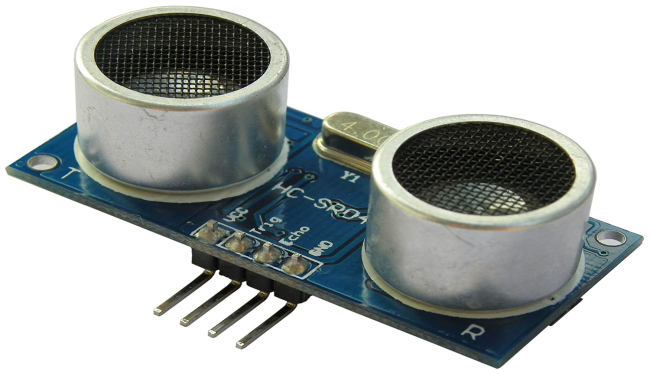 T
4.0
Y1
HC-SR04
VCC
Trig
Echo
GND
R